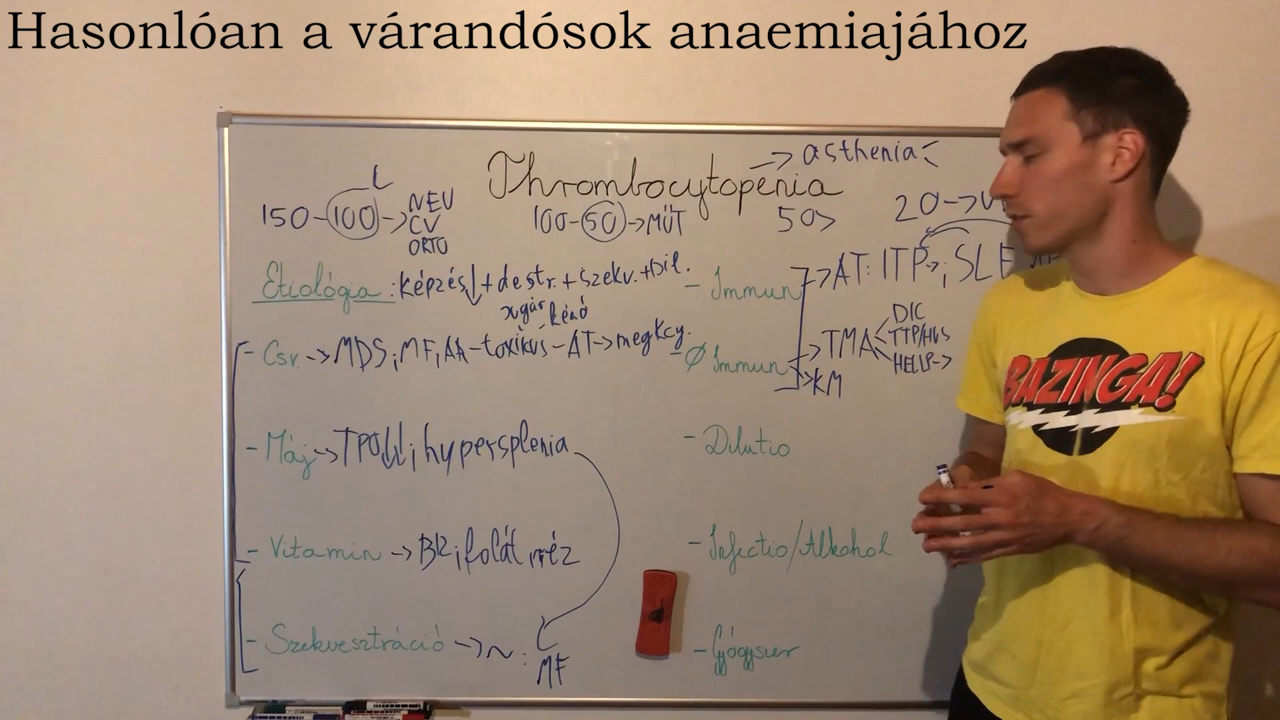 Hasonlóan a várandósok anaemiajához
-> asthenia <
Thrombocytopenia
150-100-> NEU
CV
ORTO
100-50->MŰT
50>
20->V
Etiológia: képzés↓+destr.+szekv.+Dil.
- Immun -> AT: ITP->; SLE
xgár kéző
- Csv. -> MDS; MF; AA-toxikus-AT->megkcy.
- Ø Immun -> TMA < DIC
TTP/HUS
HELLP->
->KM
- Máj -> TPO↓↓; hypersplenia
- Dilutio
- Vitamin -> B12; folát; réz
- Infectio/Alkohol
- Szekvesztráció -> ~: MF
- Gyógyszer
BAZINGA!